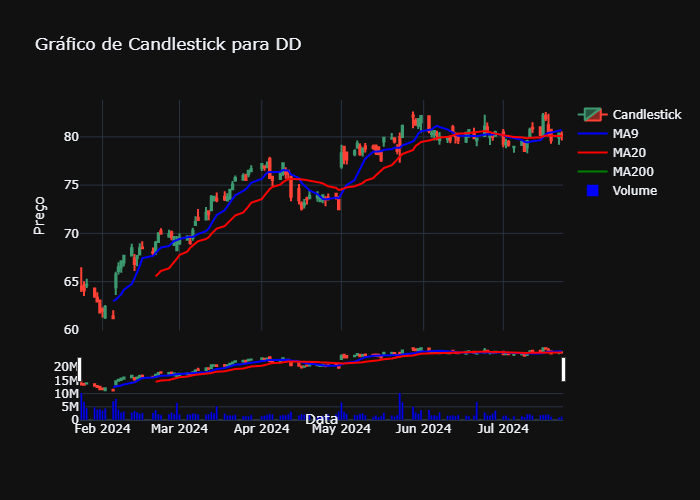 Gráfico de Candlestick para DD
Candlestick
MA9
MA20
MA200
Volume
Preço
80
75
70
65
60
20M
15M
10M
5M
0
Data
Feb 2024
Mar 2024
Apr 2024
May 2024
Jun 2024
Jul 2024